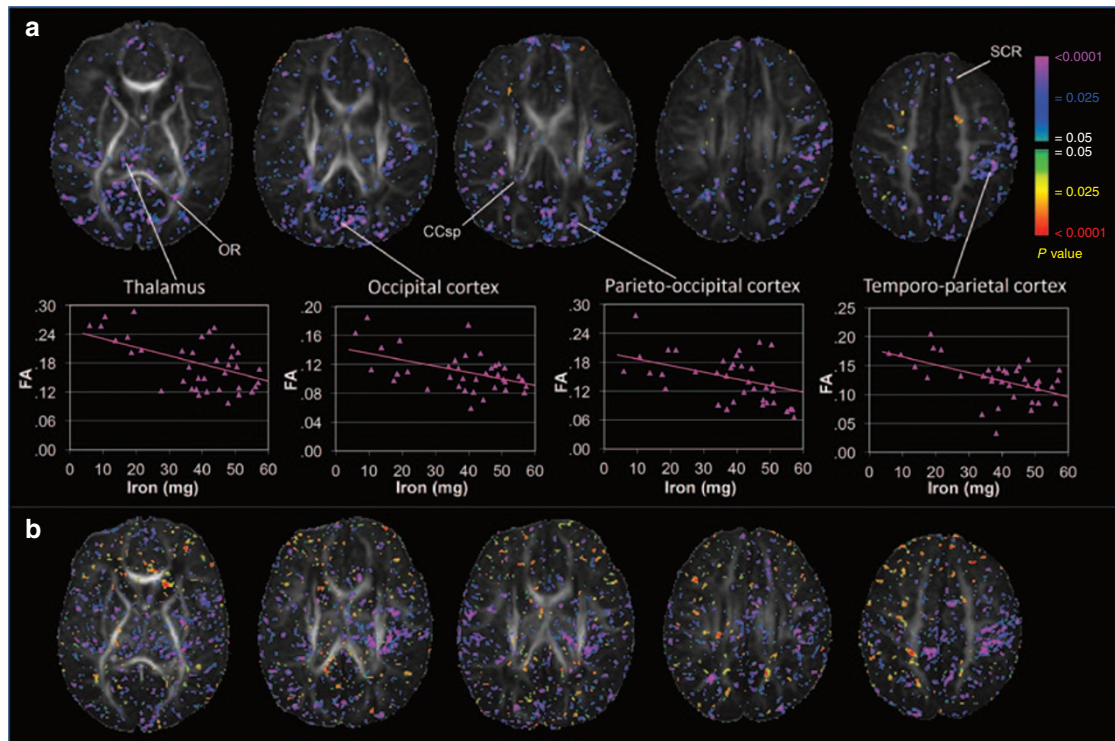 a
SCR
<0.0001
= 0.025
= 0.05
= 0.05
= 0.025
< 0.0001
P value
OR
CCsp
Thalamus
Occipital cortex
Parieto-occipital cortex
Temporo-parietal cortex
.30
.24
.18
.12
.06
.00
FA
0 10 20 30 40 50 60
Iron (mg)
.20
.16
.12
.08
.04
.00
FA
0 10 20 30 40 50 60
Iron (mg)
.30
.24
.18
.12
.06
.00
FA
0 10 20 30 40 50 60
Iron (mg)
.25
.20
.15
.10
.05
.00
FA
0 10 20 30 40 50 60
Iron (mg)
b